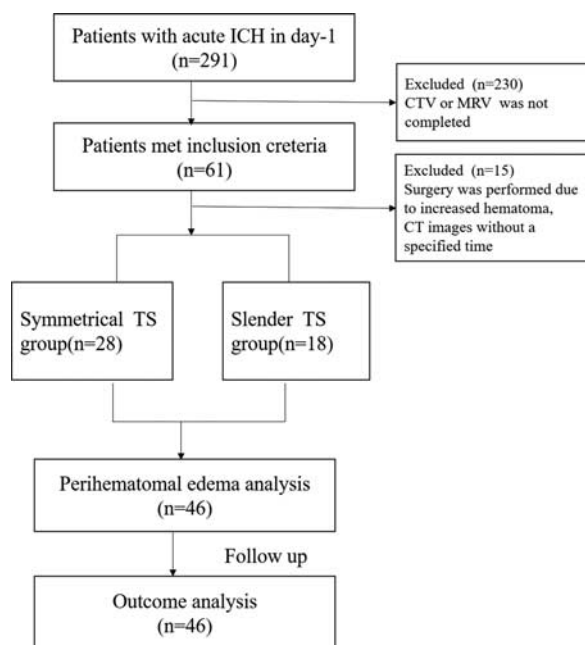 Patients with acute ICH in day-1
(n=291)
Excluded (n=230)
CTV or MRV was not
completed
Patients met inclusion creteria
(n=61)
Excluded (n=15)
Surgery was performed due
to increased hematoma,
CT images without a
specified time
Symmetrical TS
group(n=28)
Slender TS
group(n=18)
Perihematomal edema analysis
(n=46)
Follow up
Outcome analysis
(n=46)